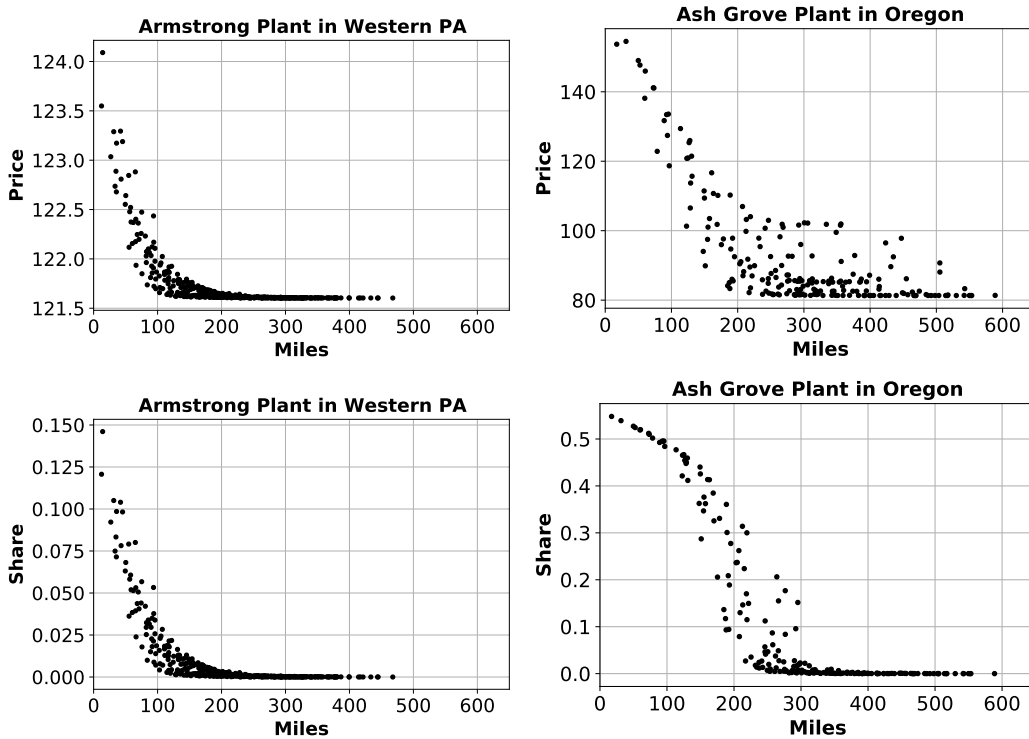 Armstrong Plant in Western PA
124.0
123.5
123.0
122.5
122.0
121.5
Price
0 100 200 300 400 500 600
Miles
Ash Grove Plant in Oregon
140
120
100
80
Price
0 100 200 300 400 500 600
Miles
Armstrong Plant in Western PA
0.150
0.125
0.100
0.075
0.050
0.025
0.000
Share
0 100 200 300 400 500 600
Miles
Ash Grove Plant in Oregon
0.5
0.4
0.3
0.2
0.1
0.0
Share
0 100 200 300 400 500 600
Miles